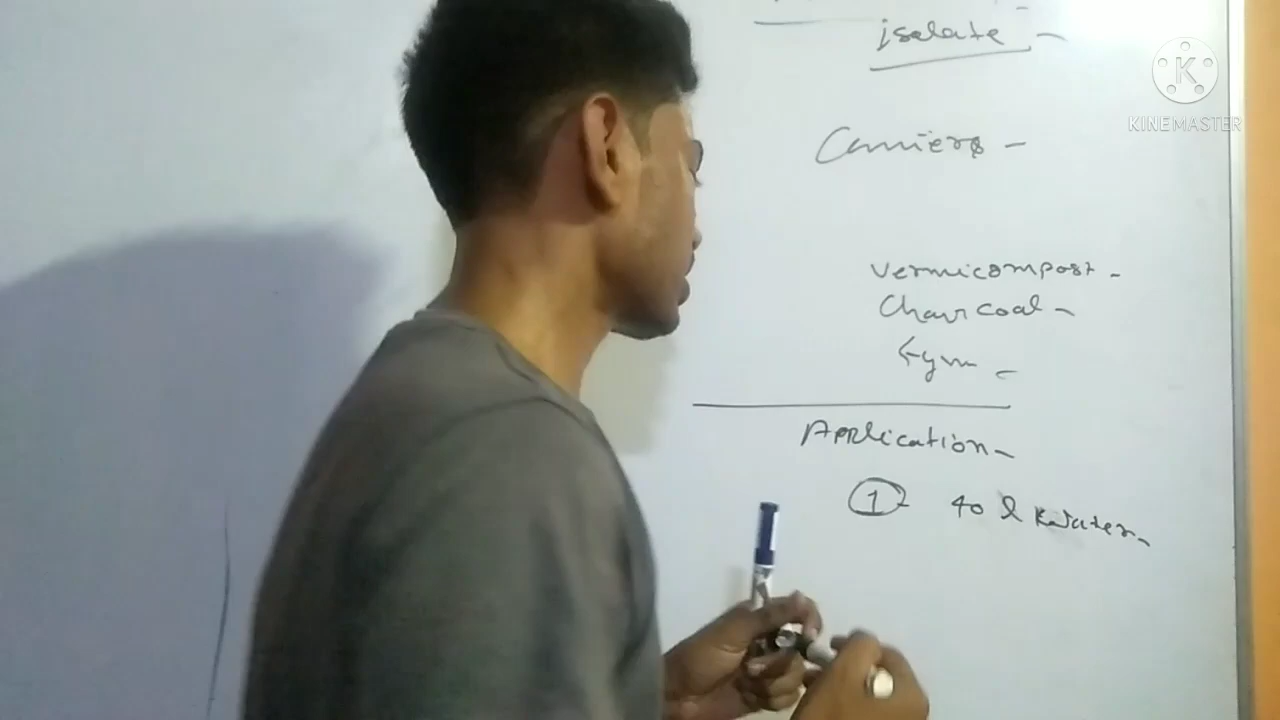 isolate -
K
KINEMASTER
Carriers -
Vermicompost -
Charcoal -
Fym -
Application -
1 - 40 l water -